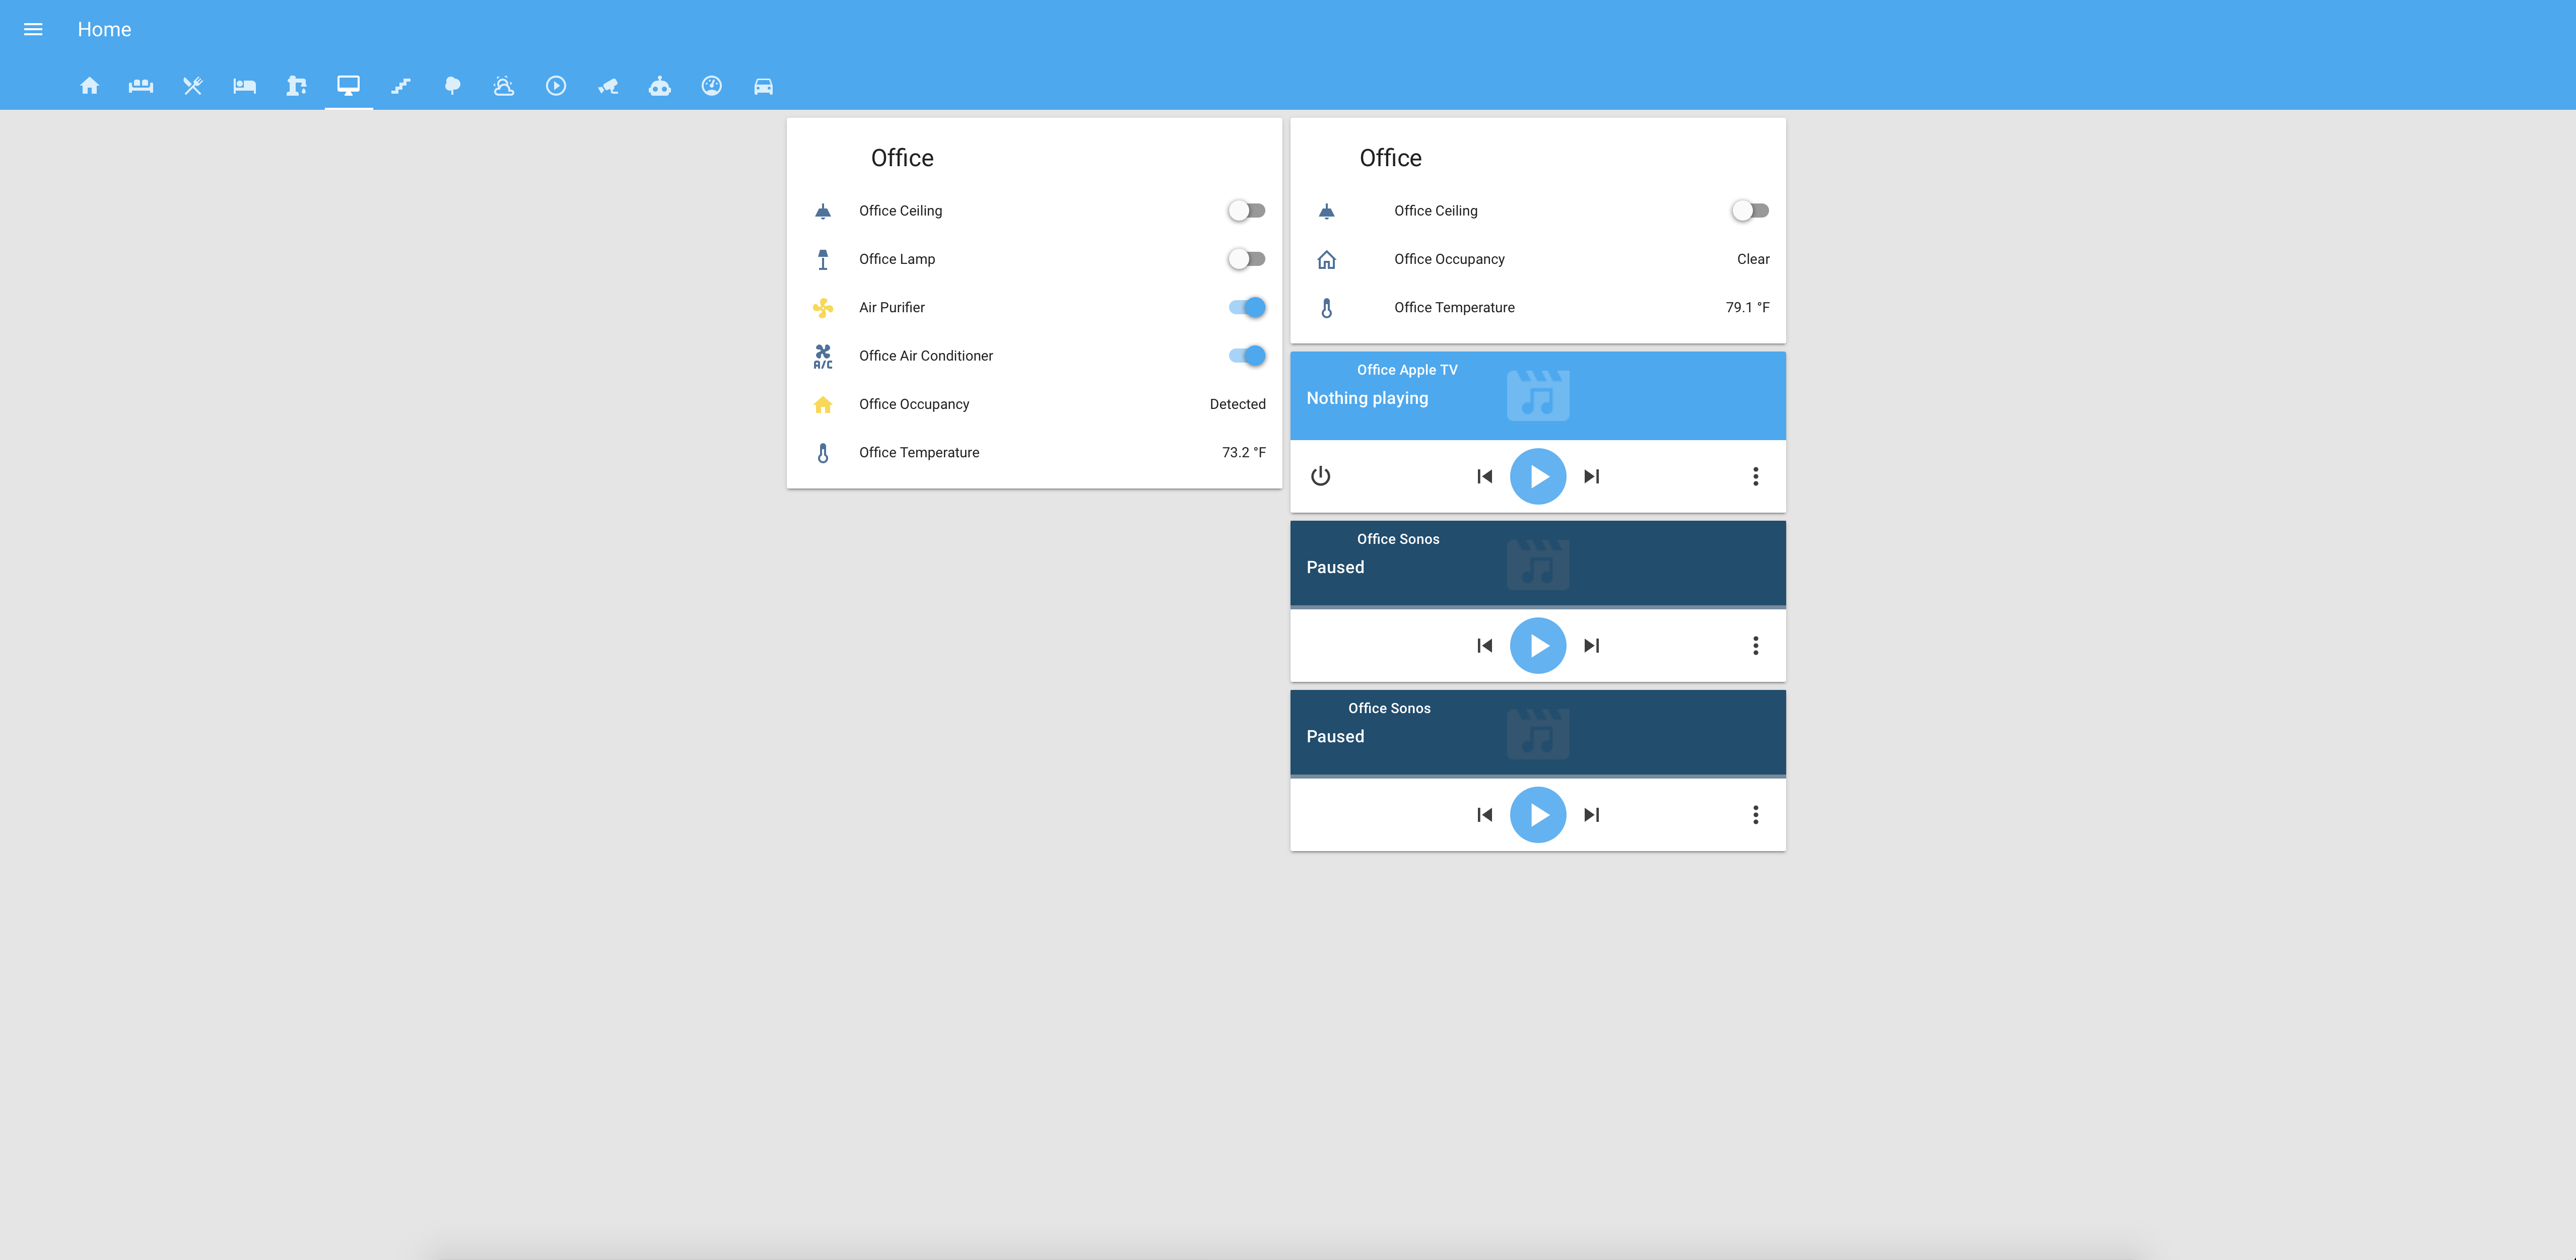 Home
Office
Office Ceiling
Office Lamp
Air Purifier
A/C
Office Air Conditioner
Office Occupancy
Detected
Office Temperature
73.2 °F
Office
Office Ceiling
Office Occupancy
Clear
Office Temperature
79.1 °F
Office Apple TV
Nothing playing
Office Sonos
Paused
Office Sonos
Paused